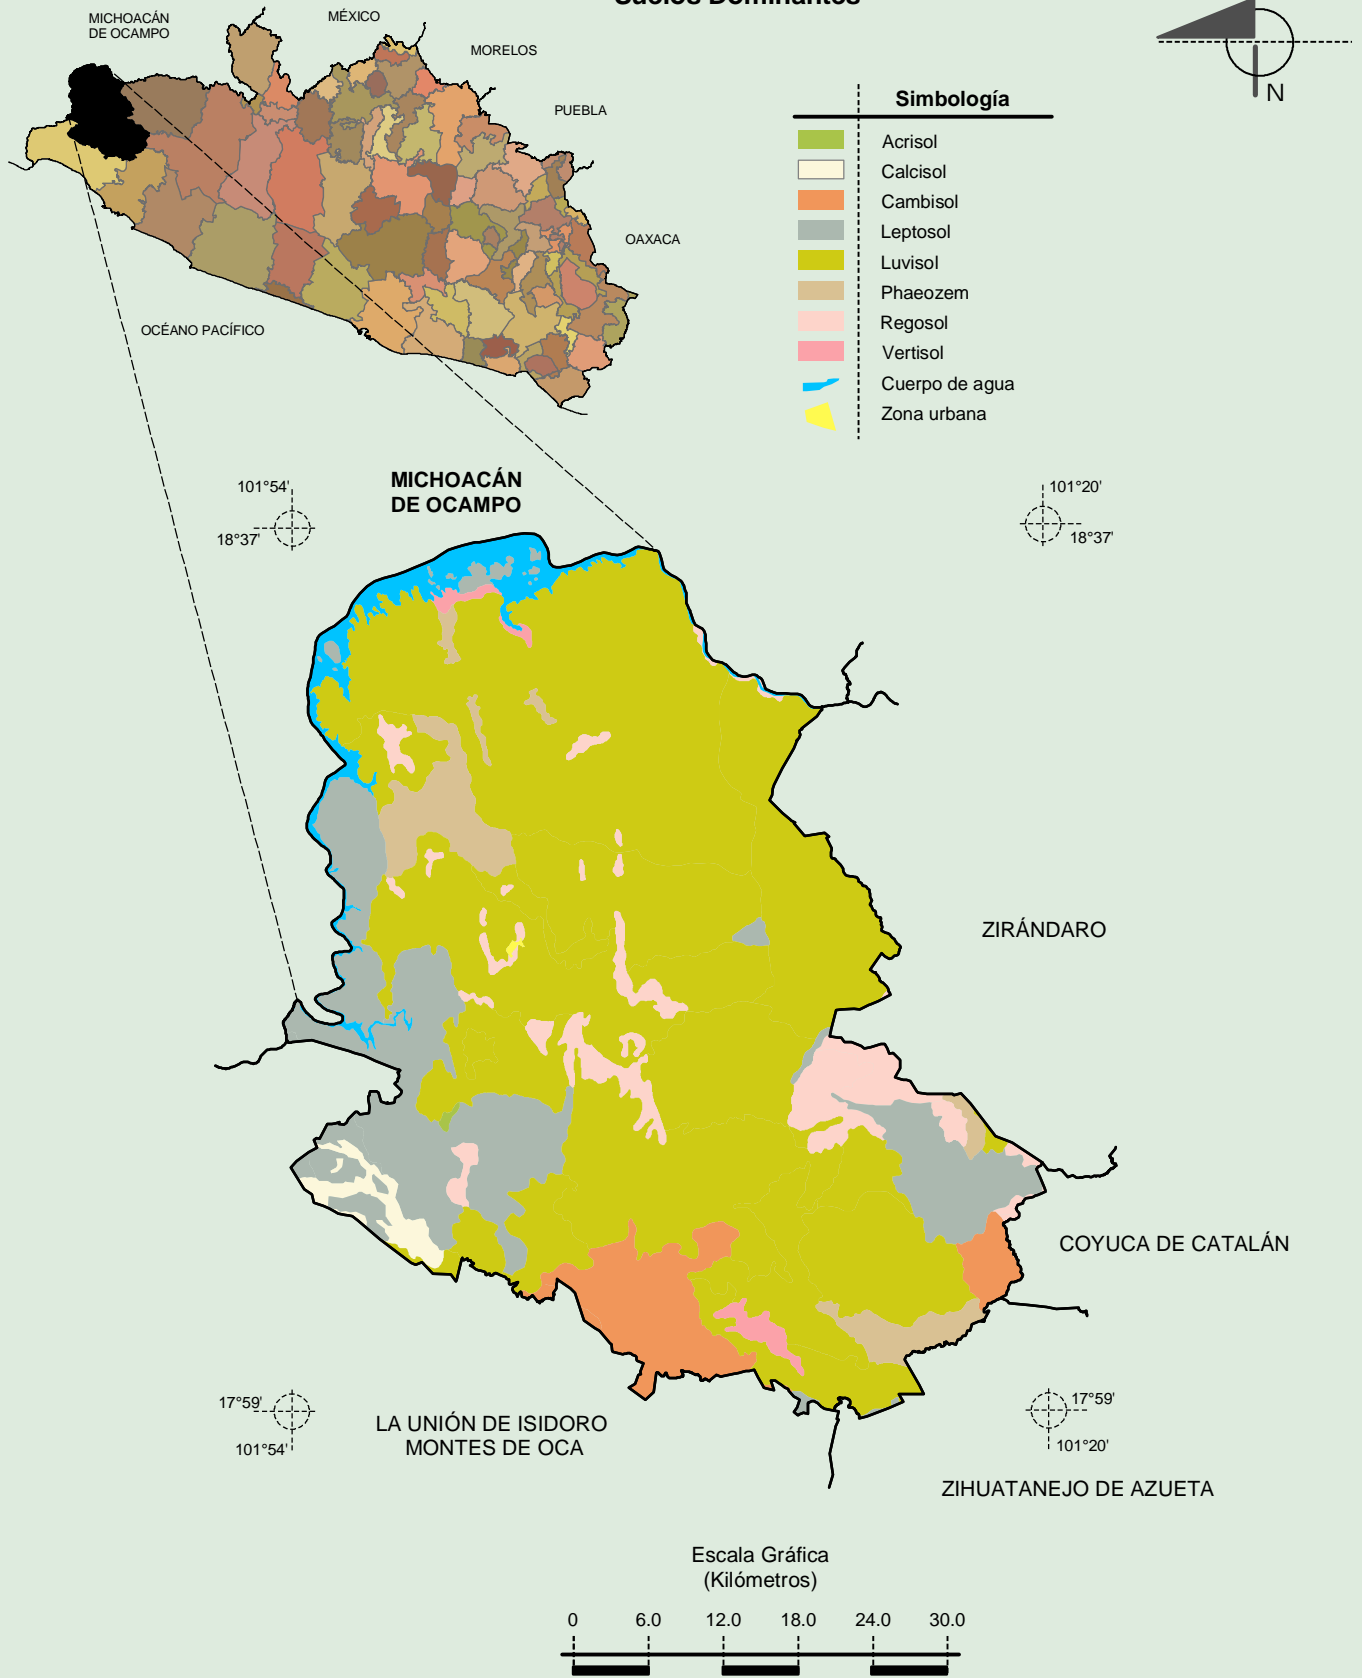 Suelos Dominantes
MICHOACÁN
DE OCAMPO
MÉXICO
MORELOS
PUEBLA
OAXACA
OCÉANO PACÍFICO
N
Simbología
Acrisol
Calcisol
Cambisol
Leptosol
Luvisol
Phaeozem
Regosol
Vertisol
Cuerpo de agua
Zona urbana
MICHOACÁN
DE OCAMPO
101°54'
18°37'
101°20'
18°37'
ZIRÁNDARO
COYUCA DE CATALÁN
17°59'
101°54'
LA UNIÓN DE ISIDORO
MONTES DE OCA
17°59'
101°20'
ZIHUATANEJO DE AZUETA
Escala Gráfica
(Kilómetros)
0 6.0 12.0 18.0 24.0 30.0